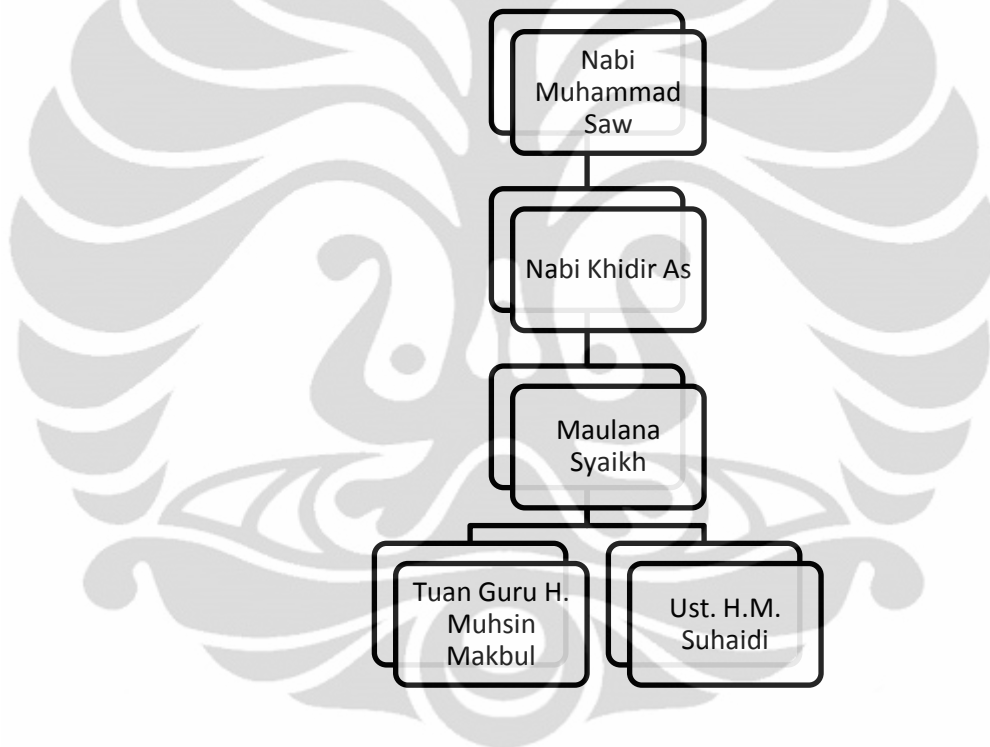 Nabi
Muhammad
Saw
Nabi Khidir As
Maulana
Syaikh
Tuan Guru H.
Muhsin
Makbul
Ust. H.M.
Suhaidi